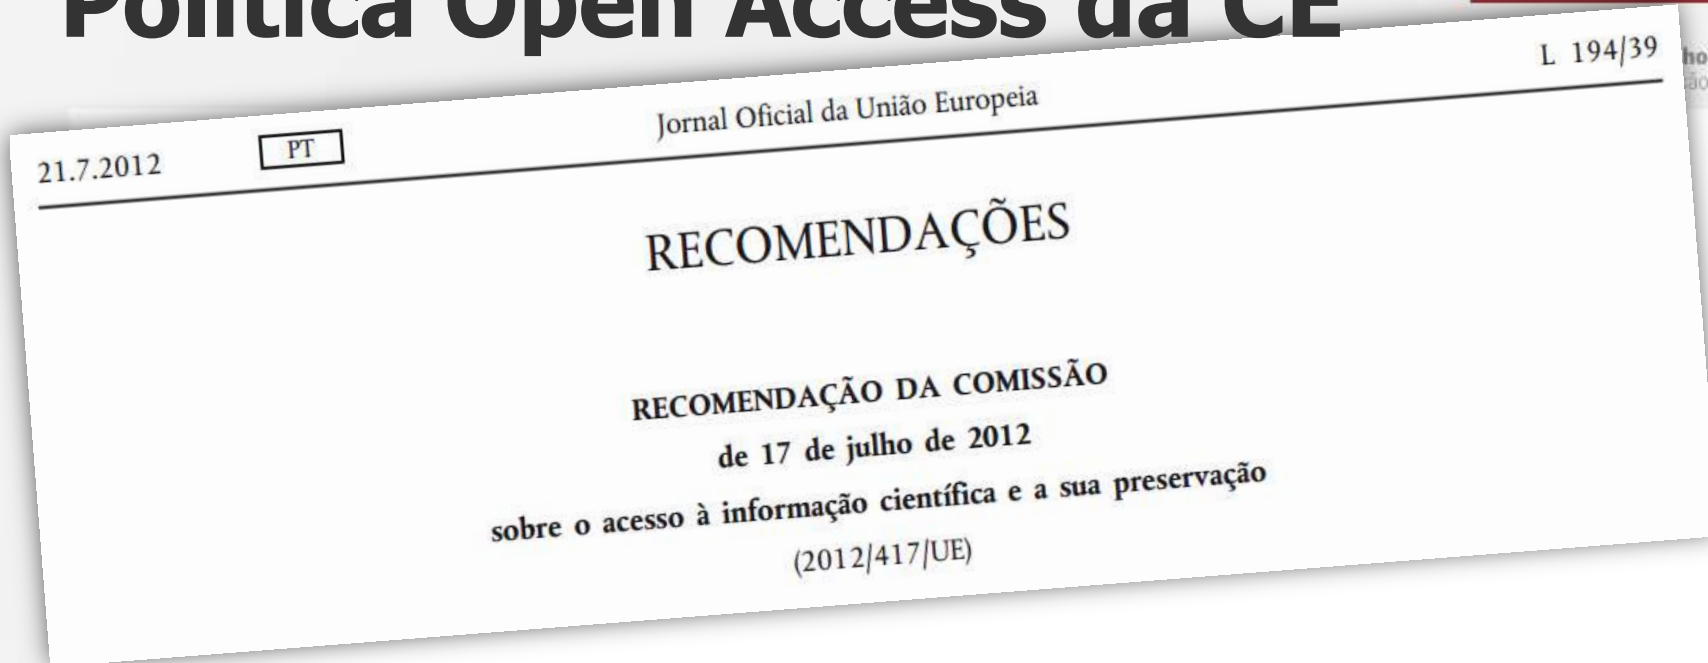 Política Open Access da CE
21.7.2012 PT Jornal Oficial da União Europeia L 194/39
RECOMENDAÇÕES
RECOMENDAÇÃO DA COMISSÃO
de 17 de julho de 2012
sobre o acesso à informação científica e a sua preservação
(2012/417/UE)